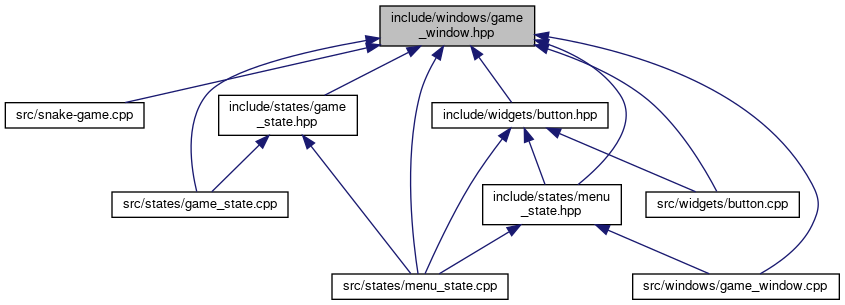 include/windows/game
_window.hpp
src/snake-game.cpp
include/states/game
_state.hpp
include/widgets/button.hpp
src/states/game_state.cpp
include/states/menu
_state.hpp
src/widgets/button.cpp
src/states/menu_state.cpp
src/windows/game_window.cpp